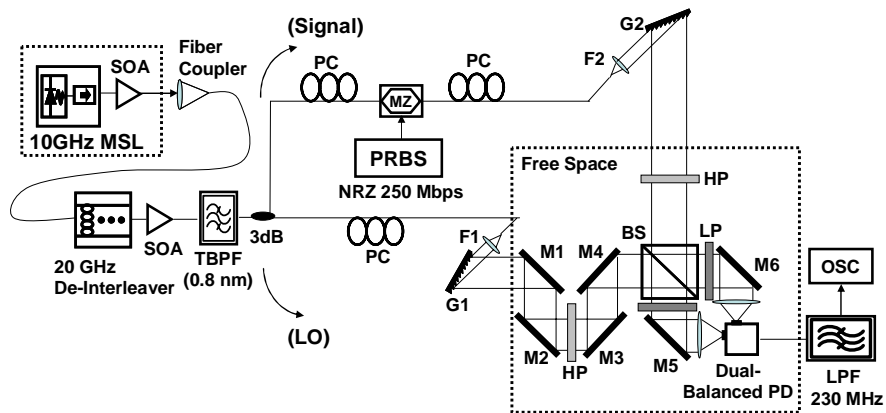 (Signal)
Fiber
Coupler
SOA
10GHz MSL
PC
MZ
PC
PRBS
NRZ 250 Mbps
F2
G2
Free Space
HP
20 GHz
De-Interleaver
SOA
TBPF
(0.8 nm)
3dB
PC
(LO)
F1
G1
M1
M4
M2
HP
M3
BS
LP
M6
M5
Dual-
Balanced PD
OSC
LPF
230 MHz